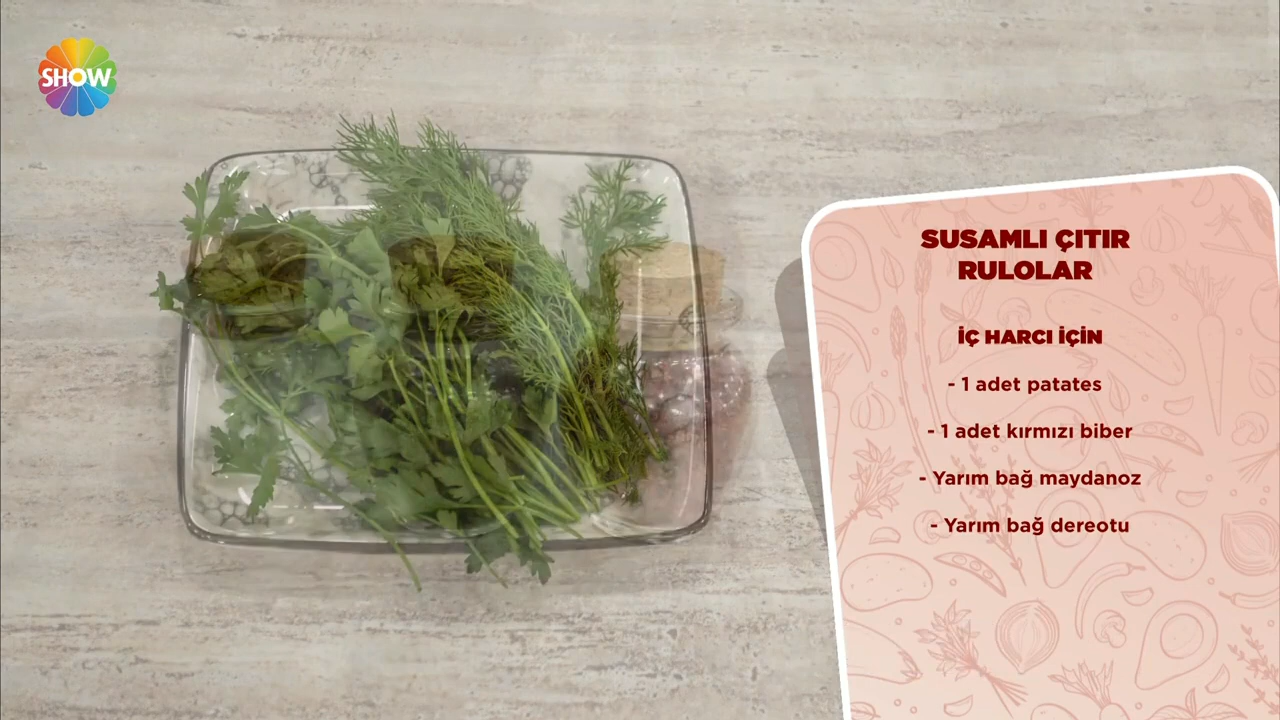 SHOW
SUSAMLI ÇITIR
RULOLAR
İÇ HARCI İÇİN
- 1 adet patates
- 1 adet kırmızı biber
- Yarım bağ maydanoz
- Yarım bağ dereotu